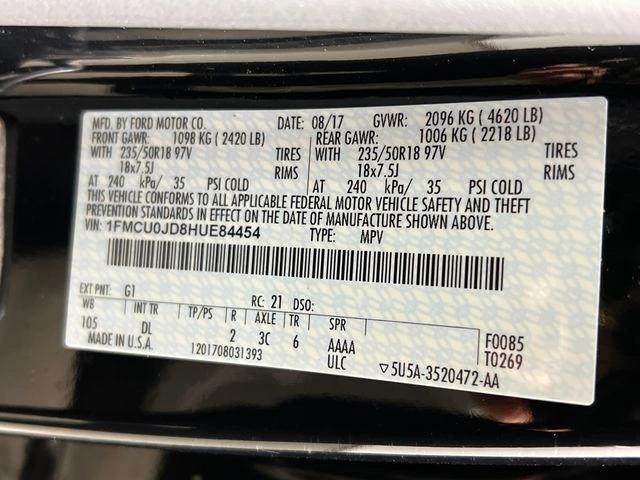 MFD. BY FORD MOTOR CO. DATE: 08/17 GVWR: 2096 KG ( 4620 LB)
FRONT GAWR: 1098 KG ( 2420 LB) REAR GAWR: 1006 KG ( 2218 LB)
WITH 235/50R18 97V TIRES WITH 235/50R18 97V TIRES
18x7.5J RIMS 18x7.5J RIMS
AT 240 kPa/ 35 PSI COLD AT 240 kPa/ 35 PSI COLD
THIS VEHICLE CONFORMS TO ALL APPLICABLE FEDERAL MOTOR VEHICLE SAFETY AND THEFT
PREVENTION STANDARDS IN EFFECT ON THE DATE OF MANUFACTURE SHOWN ABOVE.
VIN: 1FMCU0JD8HUE84454 TYPE: MPV
EXT PNT: G1 RC: 21 DSO:
WB INT TR TP/PS R AXLE TR SPR
105 DL 2 3C 6 AAAA F0085
MADE IN U.S.A. 1201708031393 ULC ▽5U5A-3520472-AA T0269